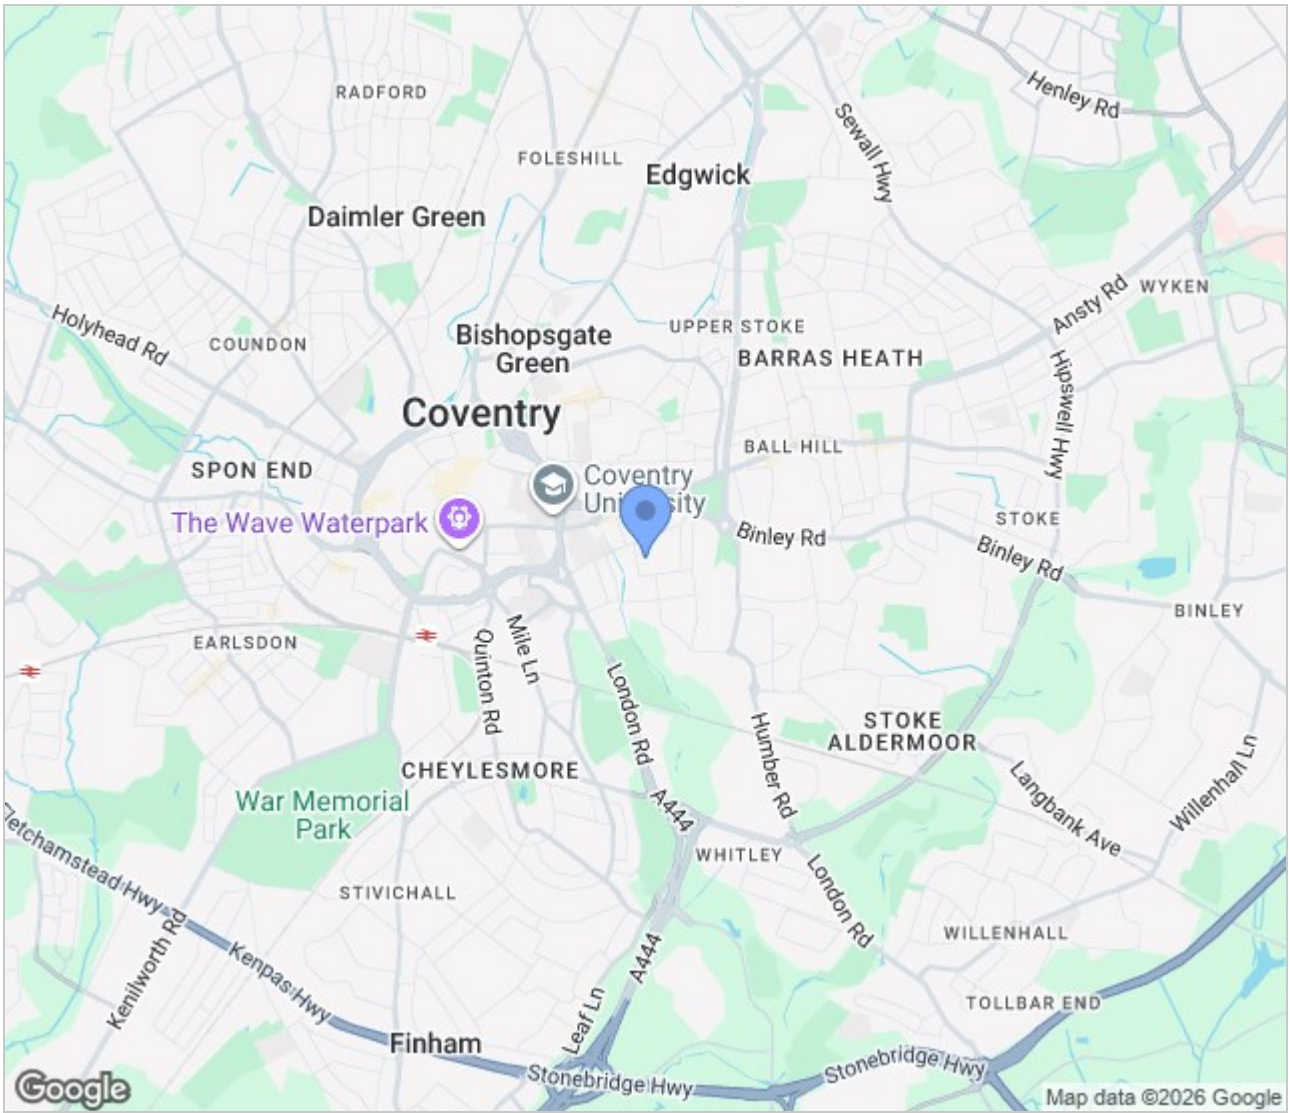 RADFORD
Henley Rd
Sewall Hwy
FOLESHILL
Edgwick
Daimler Green
WYKEN
Ansty Rd
Holyhead Rd
COUNDON
Bishopsgate
Green
UPPER STOKE
BARRAS HEATH
Hipswell Hwy
Coventry
BALL HILL
SPON END
Coventry
University
The Wave Waterpark
Binley Rd
STOKE
Binley Rd
BINLEY
EARLSDON
Mile Ln
Quinton Rd
London Rd
STOKE
ALDERMOOR
Humber Rd
CHEYLESMORE
War Memorial
Park
A444
Langbank Ave
Willenhall Ln
Fletchamstead Hwy
WHITLEY
STIVICHALL
London Rd
WILLENHALL
Kenilworth Rd
Kenpas Hwy
A444
TOLLBAR END
Leaf Ln
Finham
Stonebridge Hwy
Stonebridge Hwy
Google
Map data ©2026 Google